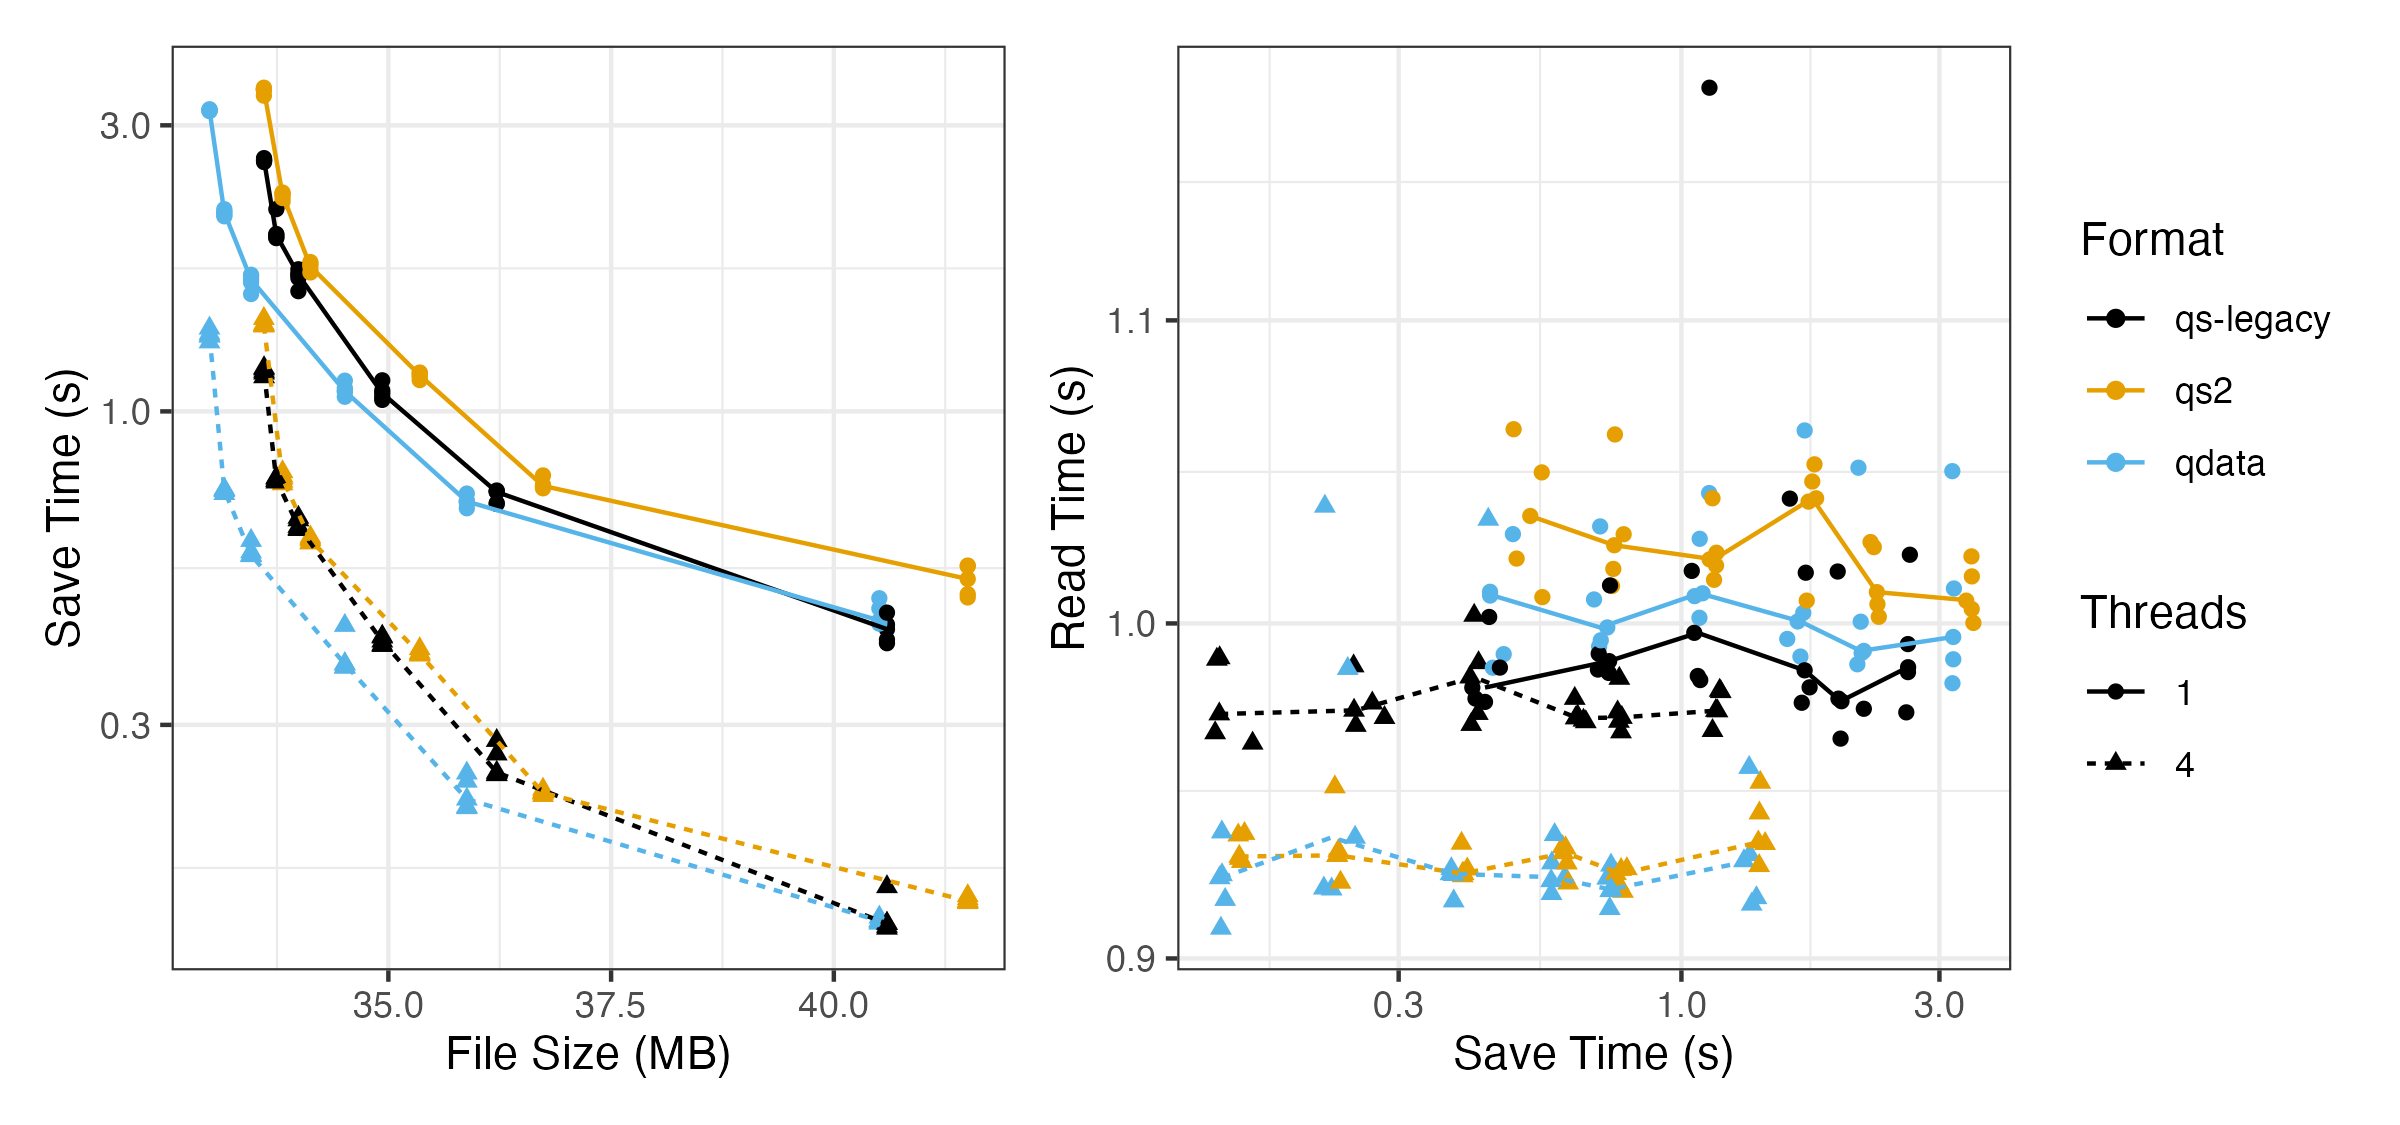 3.0
1.0
0.3
Save Time (s)
35.0 37.5 40.0
File Size (MB)
1.1
1.0
0.9
Read Time (s)
0.3 1.0 3.0
Save Time (s)
Format
qs-legacy
qs2
qdata
Threads
1
4